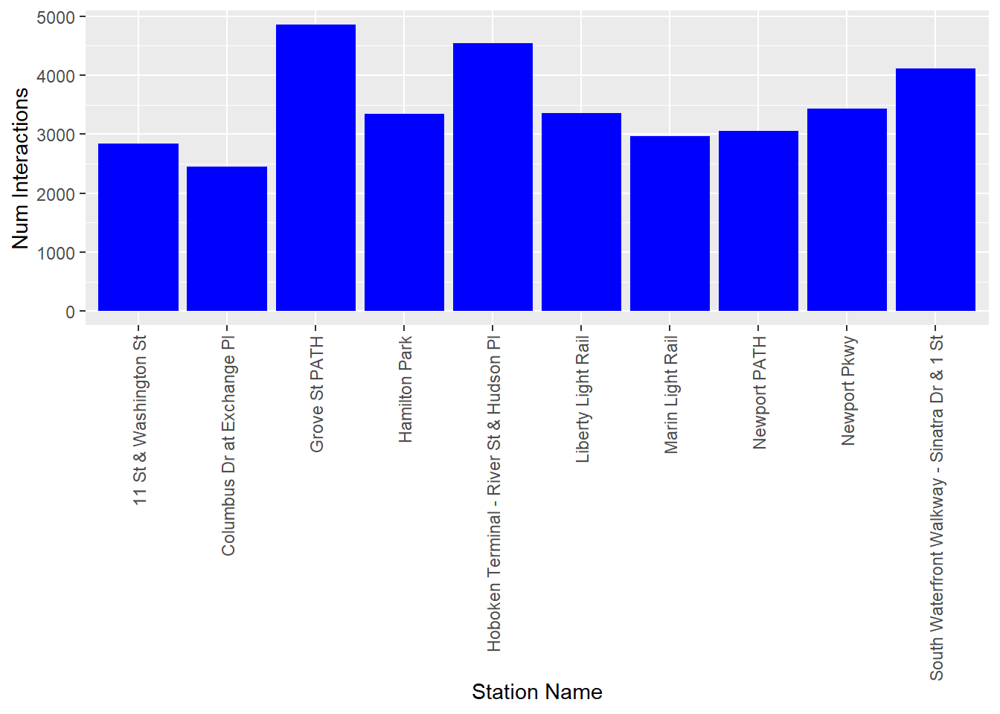 Num Interactions
5000
4000
3000
2000
1000
0
11 St & Washington St
Columbus Dr at Exchange Pl
Grove St PATH
Hamilton Park
Hoboken Terminal - River St & Hudson Pl
Liberty Light Rail
Marin Light Rail
Newport PATH
Newport Pkwy
South Waterfront Walkway - Sinatra Dr & 1 St
Station Name